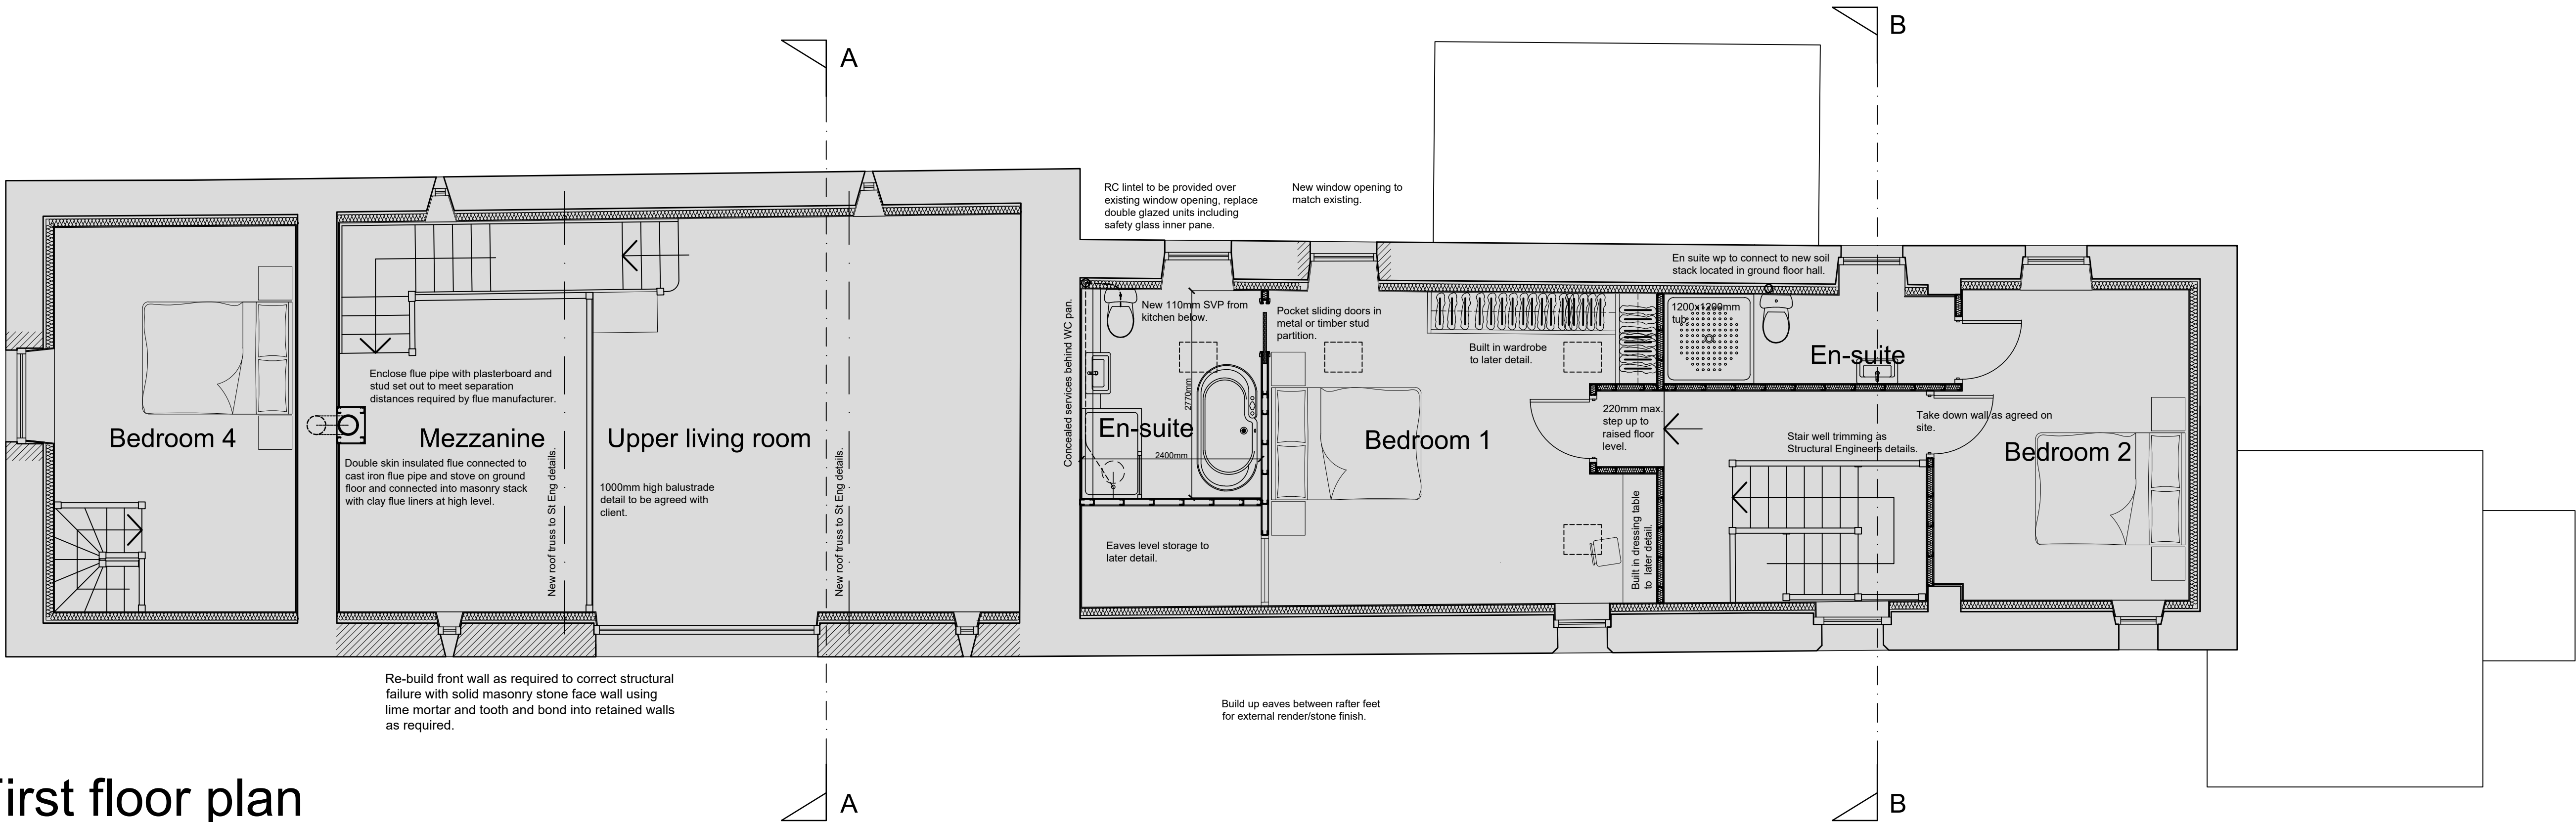 B
A
RC lintel to be provided over
existing window opening, replace
double glazed units including
safety glass inner pane.
New window opening to
match existing.
En suite wp to connect to new soil
stack located in ground floor hall.
New 110mm SVP from
kitchen below.
Concealed services behind WC pan.
Pocket sliding doors in
metal or timber stud
partition.
1200x1200mm
tub.
Built in wardrobe
to later detail.
En-suite
Enclose flue pipe with plasterboard and
stud set out to meet separation
distances required by flue manufacturer.
2770mm
220mm max.
step up to
raised floor
level.
Take down wall as agreed on
site.
Bedroom 4
Mezzanine
Upper living room
En-suite
Bedroom 1
Stair well trimming as
Structural Engineers details.
Bedroom 2
2400mm
Double skin insulated flue connected to
cast iron flue pipe and stove on ground
floor and connected into masonry stack
with clay flue liners at high level.
New roof truss to St Eng details.
1000mm high balustrade
detail to be agreed with
client.
New roof truss to St Eng details.
Eaves level storage to
later detail.
Built in dressing table
to later detail.
Re-build front wall as required to correct structural
failure with solid masonry stone face wall using
lime mortar and tooth and bond into retained walls
as required.
Build up eaves between rafter feet
for external render/stone finish.
First floor plan
A
B